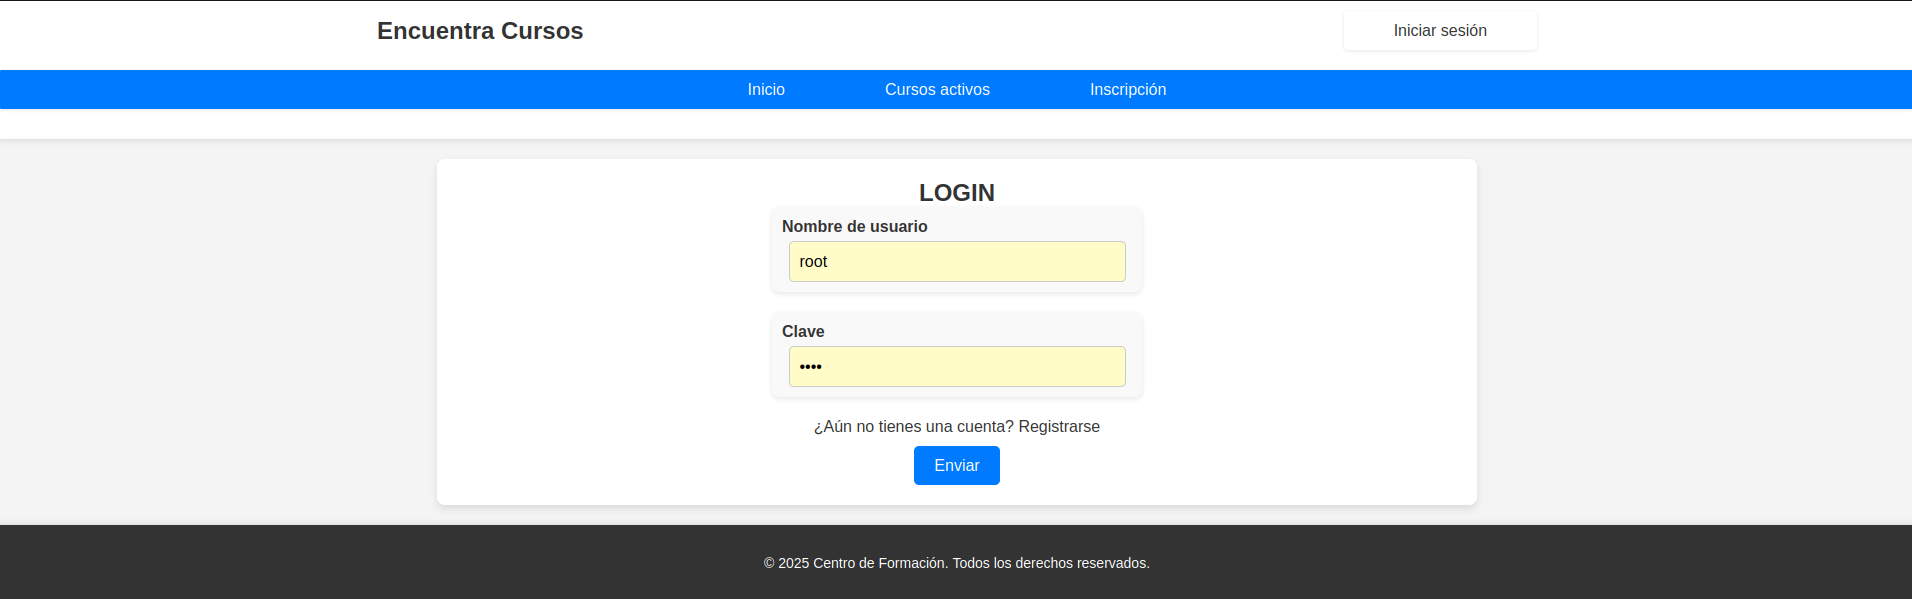 Encuentra Cursos
Iniciar sesión
Inicio
Cursos activos
Inscripción
LOGIN
Nombre de usuario
root
Clave
••••
¿Aún no tienes una cuenta? Registrarse
Enviar
© 2025 Centro de Formación. Todos los derechos reservados.